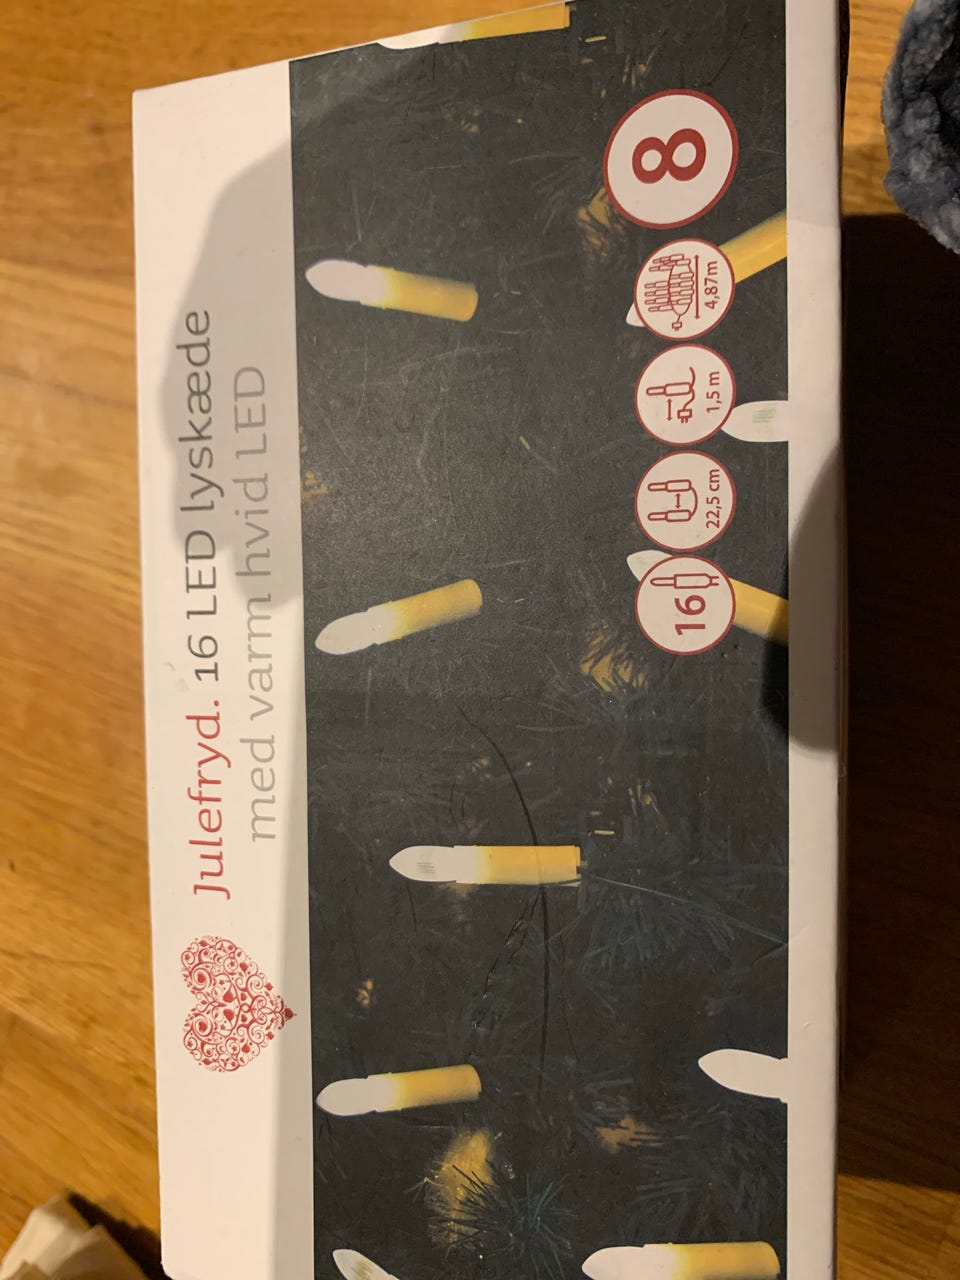 Julefryd. 16 LED lyskæde
med varm hvid LED
16
22,5 cm
1,5 m
4,87m
8